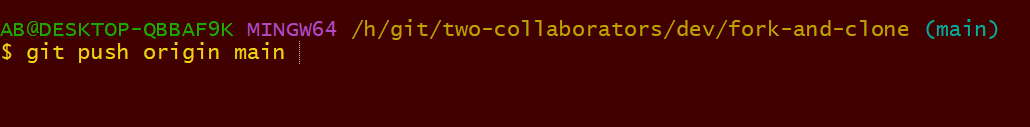 AB@DESKTOP-QBBAF9K MINGW64 /h/git/two-collaborators/dev/fork-and-clone (main)
$ git push origin main